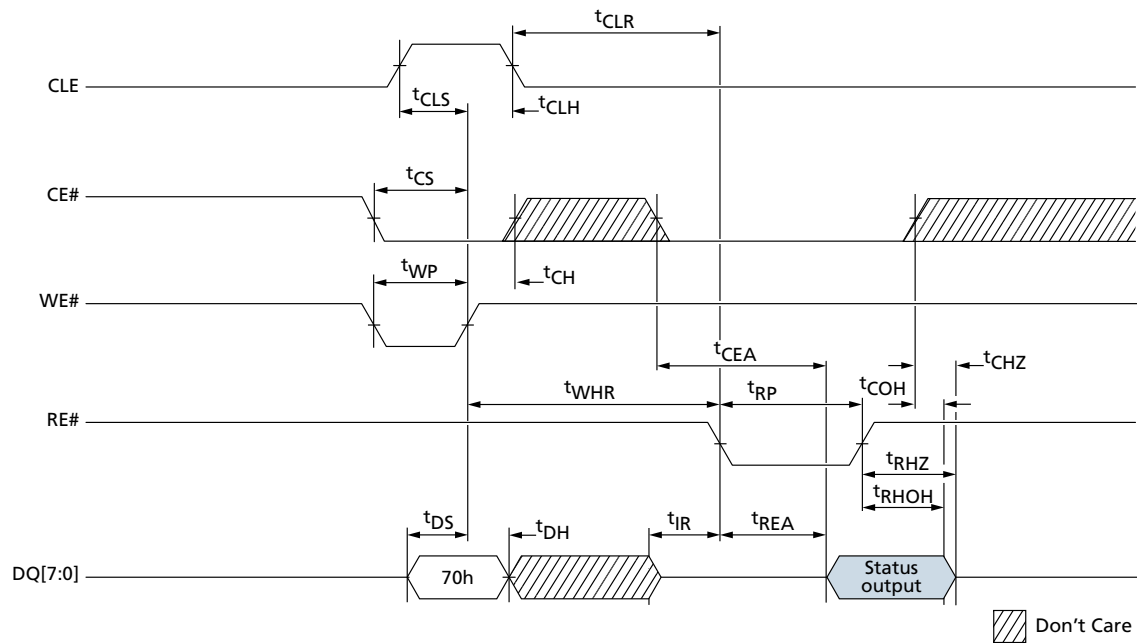 tCLR
CLE
tCLS
tCLH
CE#
tCS
tCH
WE#
tWP
tCEA
tCHZ
tWHR
tRP
tCOH
RE#
tRHZ
tRHOH
tDS
tDH
tIR
tREA
DQ[7:0]
70h
Status
output
Don't Care